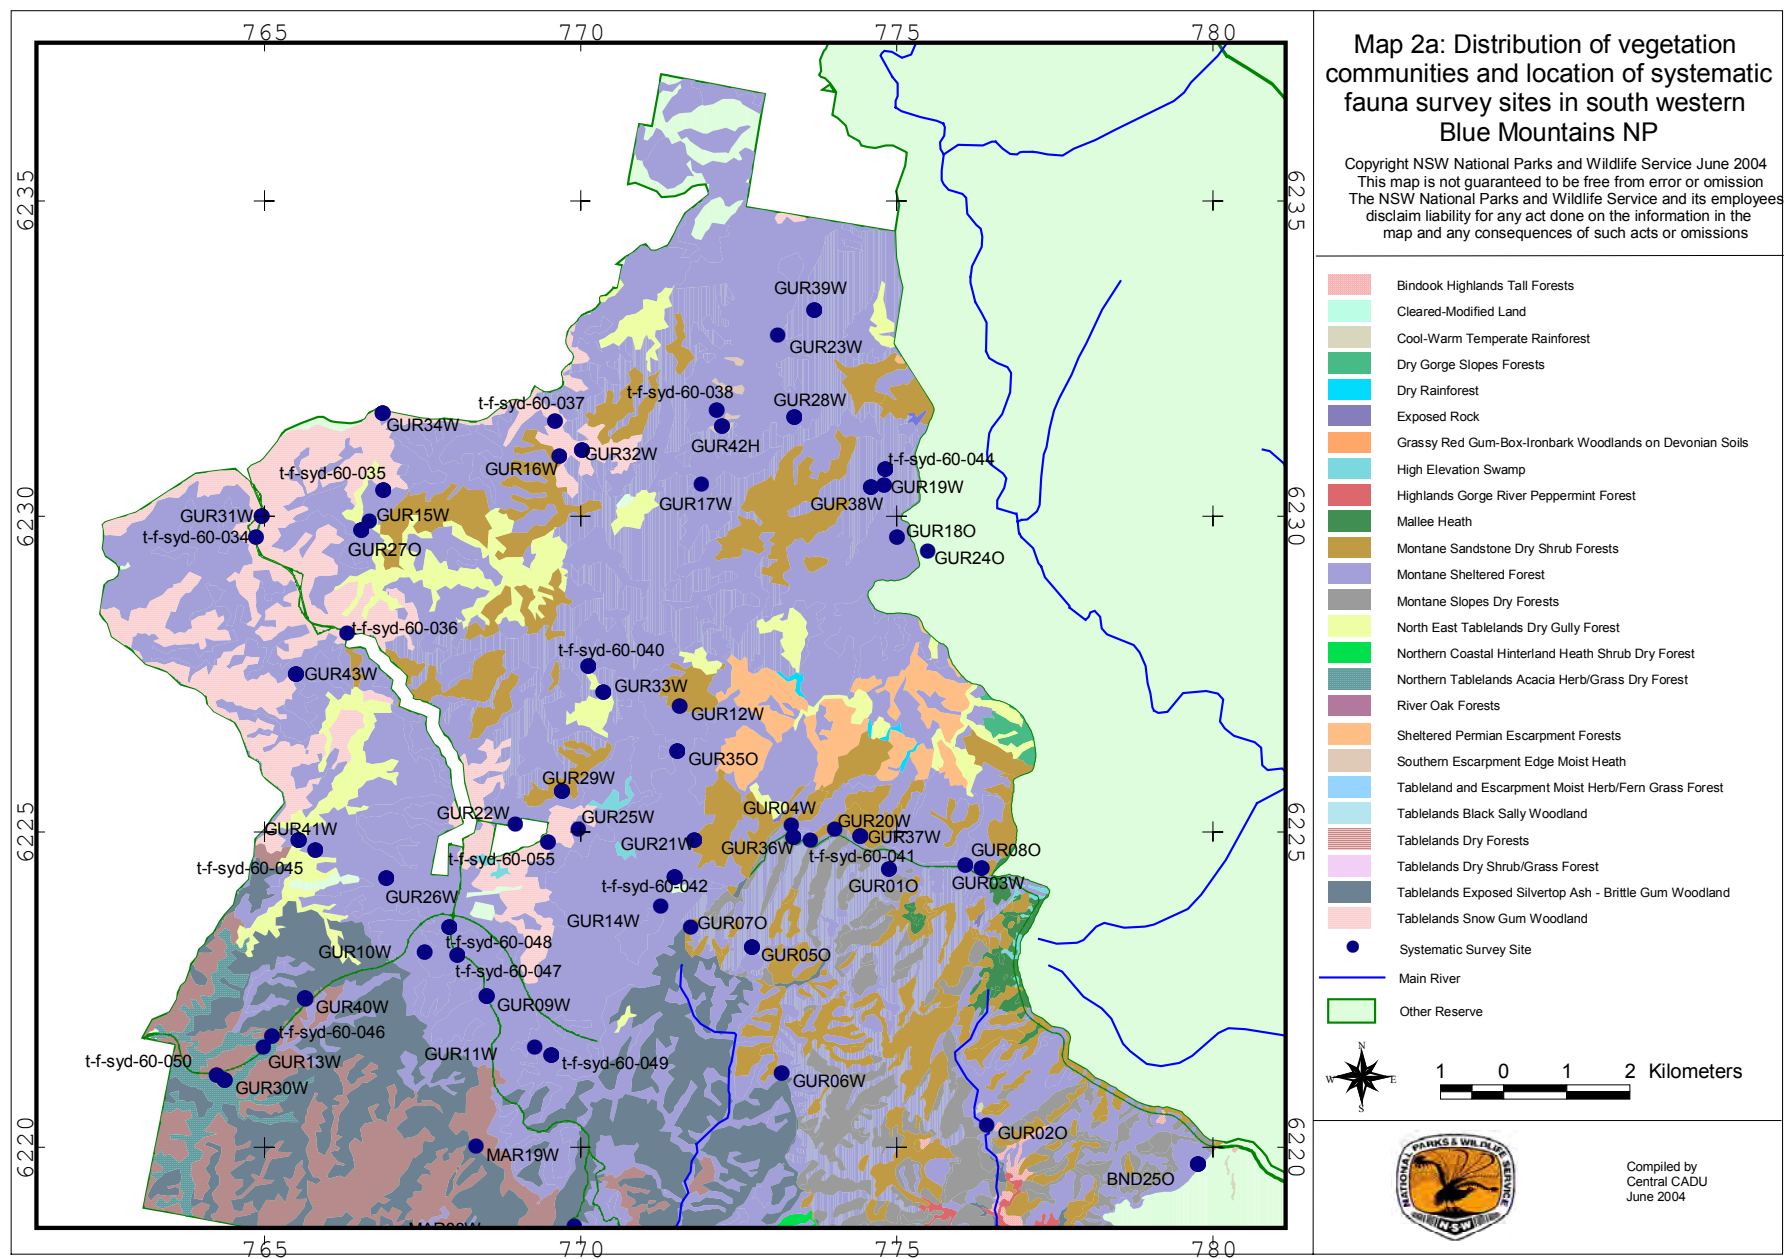 765
770
775
780
6235
6235
6230
6230
6225
6225
6220
6220
765
770
775
780
GUR39W
GUR23W
t-f-syd-60-038
t-f-syd-60-037
GUR28W
GUR34W
GUR42H
GUR32W
GUR16W
t-f-syd-60-044
t-f-syd-60-035
GUR19W
GUR17W
GUR38W
GUR31W
GUR15W
t-f-syd-60-034
GUR18O
GUR27O
GUR24O
t-f-syd-60-036
t-f-syd-60-040
GUR43W
GUR33W
GUR12W
GUR35O
GUR29W
GUR04W
GUR22W
GUR25W
GUR20W
GUR41W
GUR37W
GUR21W
GUR36W
GUR08O
t-f-syd-60-055
t-f-syd-60-041
t-f-syd-60-045
GUR03W
t-f-syd-60-042
GUR01O
GUR26W
GUR14W
GUR07O
t-f-syd-60-048
GUR10W
GUR05O
t-f-syd-60-047
GUR09W
GUR40W
t-f-syd-60-046
GUR11W
t-f-syd-60-050
GUR13W
t-f-syd-60-049
GUR30W
GUR06W
GUR02O
MAR19W
BND25O
Map 2a: Distribution of vegetation
communities and location of systematic
fauna survey sites in south western
Blue Mountains NP
Copyright NSW National Parks and Wildlife Service June 2004
This map is not guaranteed to be free from error or omission
The NSW National Parks and Wildlife Service and its employees
disclaim liability for any act done on the information in the
map and any consequences of such acts or omissions
Bindook Highlands Tall Forests
Cleared-Modified Land
Cool-Warm Temperate Rainforest
Dry Gorge Slopes Forests
Dry Rainforest
Exposed Rock
Grassy Red Gum-Box-Ironbark Woodlands on Devonian Soils
High Elevation Swamp
Highlands Gorge River Peppermint Forest
Mallee Heath
Montane Sandstone Dry Shrub Forests
Montane Sheltered Forest
Montane Slopes Dry Forests
North East Tablelands Dry Gully Forest
Northern Coastal Hinterland Heath Shrub Dry Forest
Northern Tablelands Acacia Herb/Grass Dry Forest
River Oak Forests
Sheltered Permian Escarpment Forests
Southern Escarpment Edge Moist Heath
Tableland and Escarpment Moist Herb/Fern Grass Forest
Tablelands Black Sally Woodland
Tablelands Dry Forests
Tablelands Dry Shrub/Grass Forest
Tablelands Exposed Silvertop Ash - Brittle Gum Woodland
Tablelands Snow Gum Woodland
Systematic Survey Site
Main River
Other Reserve
N
W E
S
1 0 1 2 Kilometers
NATIONAL PARKS & WILDLIFE SERVICE
NSW
Compiled by
Central CADU
June 2004